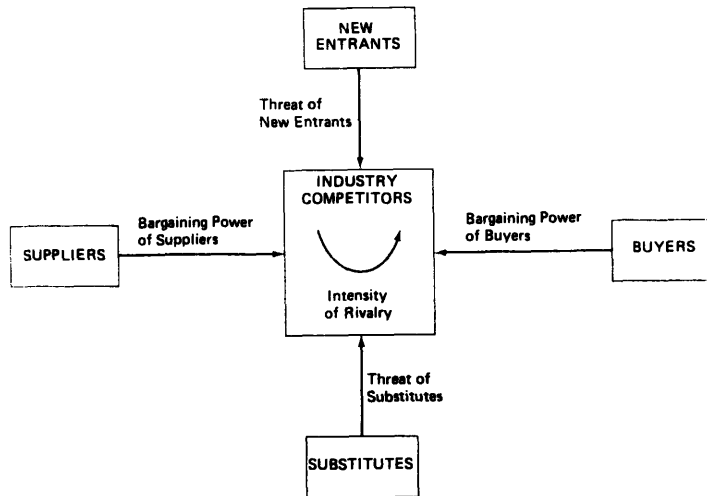 NEW
ENTRANTS
Threat of
New Entrants
INDUSTRY
COMPETITORS
Bargaining Power
of Suppliers
Bargaining Power
of Buyers
SUPPLIERS
BUYERS
Intensity
of Rivalry
Threat of
Substitutes
SUBSTITUTES